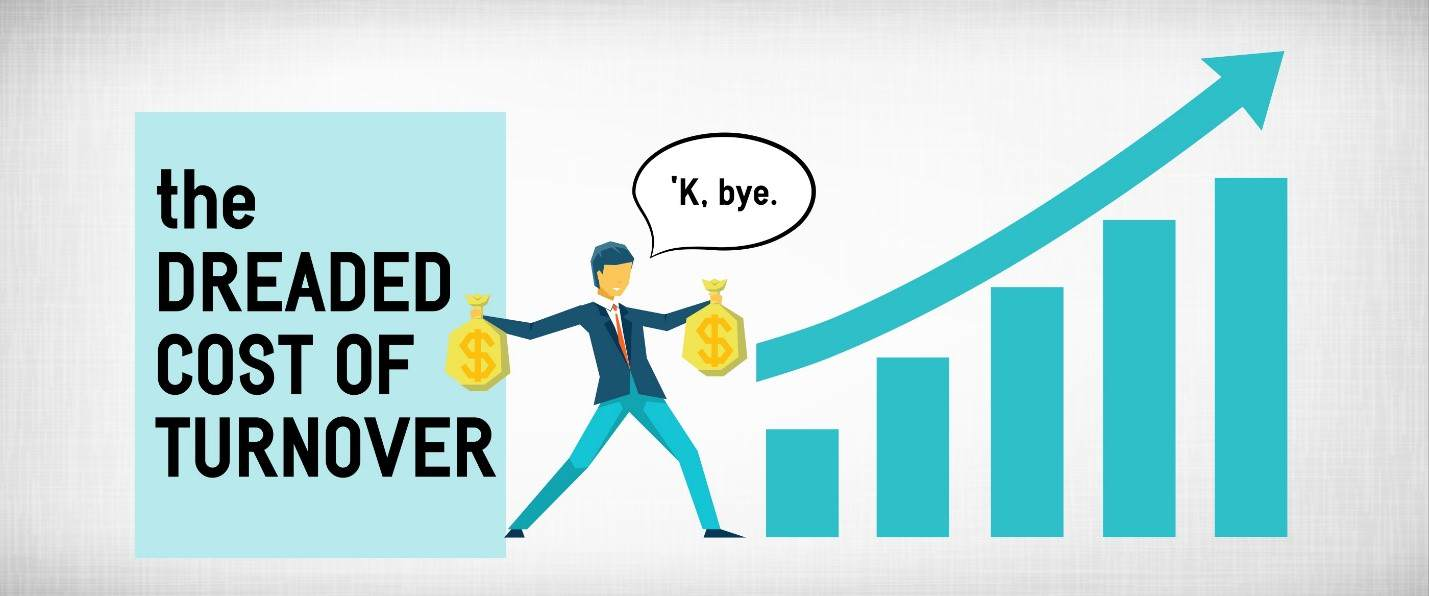 the
DREADED
COST OF
TURNOVER
'K, bye.
$
$